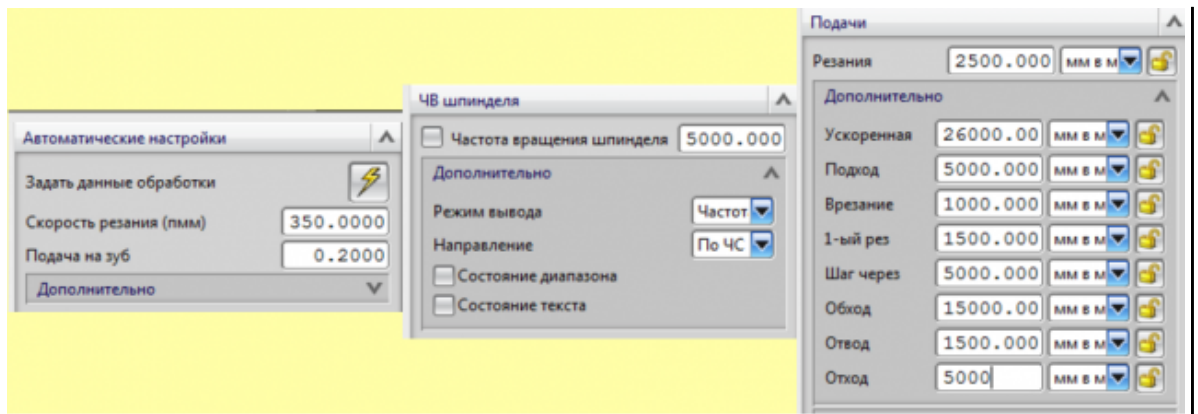 Автоматические настройки
Задать данные обработки
Скорость резания (пмм) 350.0000
Подача на зуб 0.2000
Дополнительно
ЧВ шпинделя
Частота вращения шпинделя 5000.000
Дополнительно
Режим вывода Частот
Направление По ЧС
Состояние диапазона
Состояние текста
Подачи
Резания 2500.000 мм в м
Дополнительно
Ускоренная 26000.00 мм в м
Подход 5000.000 мм в м
Врезание 1000.000 мм в м
1-ый рез 1500.000 мм в м
Шаг через 5000.000 мм в м
Обход 15000.00 мм в м
Отвод 1500.000 мм в м
Отход 5000 мм в м